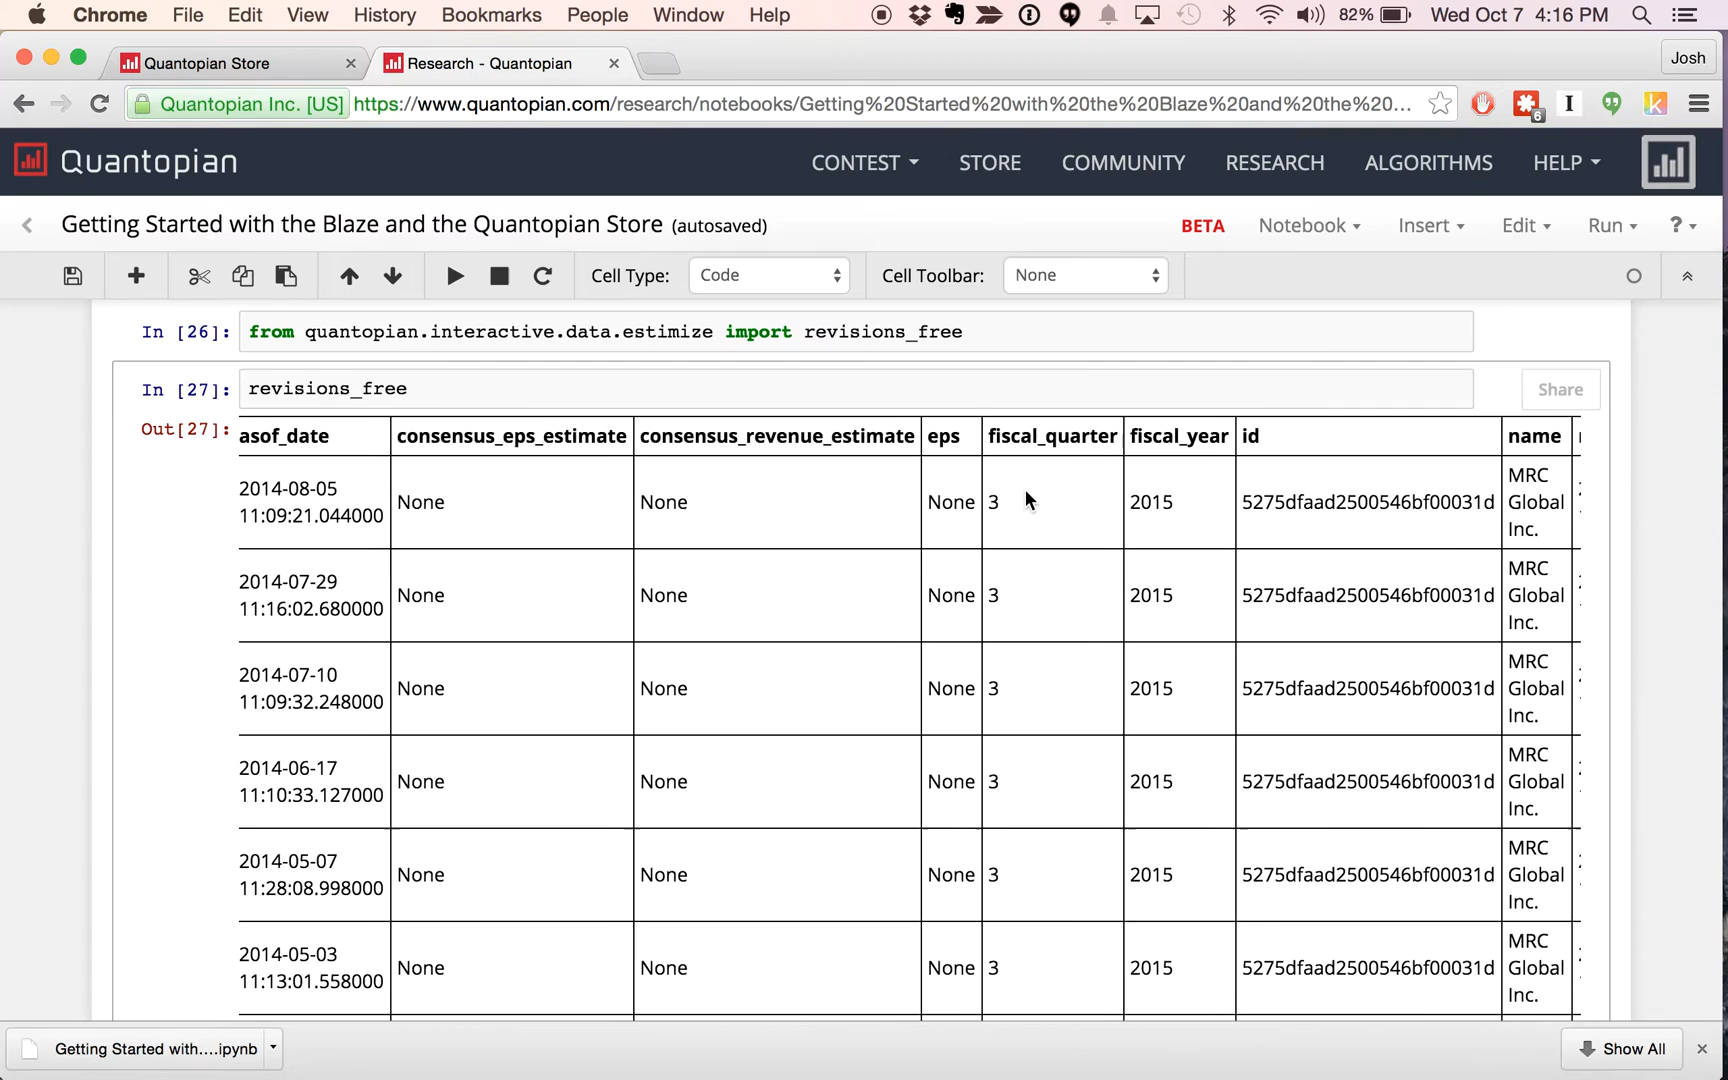 Chrome File Edit View History Bookmarks People Window Help 82% Wed Oct 7 4:16 PM
Quantopian Store Research - Quantopian Josh
Quantopian Inc. [US] https://www.quantopian.com/research/notebooks/Getting%20Started%20with%20the%20Blaze%20and%20the%20... 6
Quantopian CONTEST STORE COMMUNITY RESEARCH ALGORITHMS HELP
Getting Started with the Blaze and the Quantopian Store (autosaved) BETA Notebook Insert Edit Run ?
Cell Type: Code Cell Toolbar: None
In [26]: from quantopian.interactive.data.estimize import revisions_free
In [27]: revisions_free Share
Out[27]: asof_date consensus_eps_estimate consensus_revenue_estimate eps fiscal_quarter fiscal_year id name
2014-08-05 11:09:21.044000 None None None 3 2015 5275dfaad2500546bf00031d MRC Global Inc.
2014-07-29 11:16:02.680000 None None None 3 2015 5275dfaad2500546bf00031d MRC Global Inc.
2014-07-10 11:09:32.248000 None None None 3 2015 5275dfaad2500546bf00031d MRC Global Inc.
2014-06-17 11:10:33.127000 None None None 3 2015 5275dfaad2500546bf00031d MRC Global Inc.
2014-05-07 11:28:08.998000 None None None 3 2015 5275dfaad2500546bf00031d MRC Global Inc.
2014-05-03 11:13:01.558000 None None None 3 2015 5275dfaad2500546bf00031d MRC Global Inc.
Getting Started with....ipynb Show All